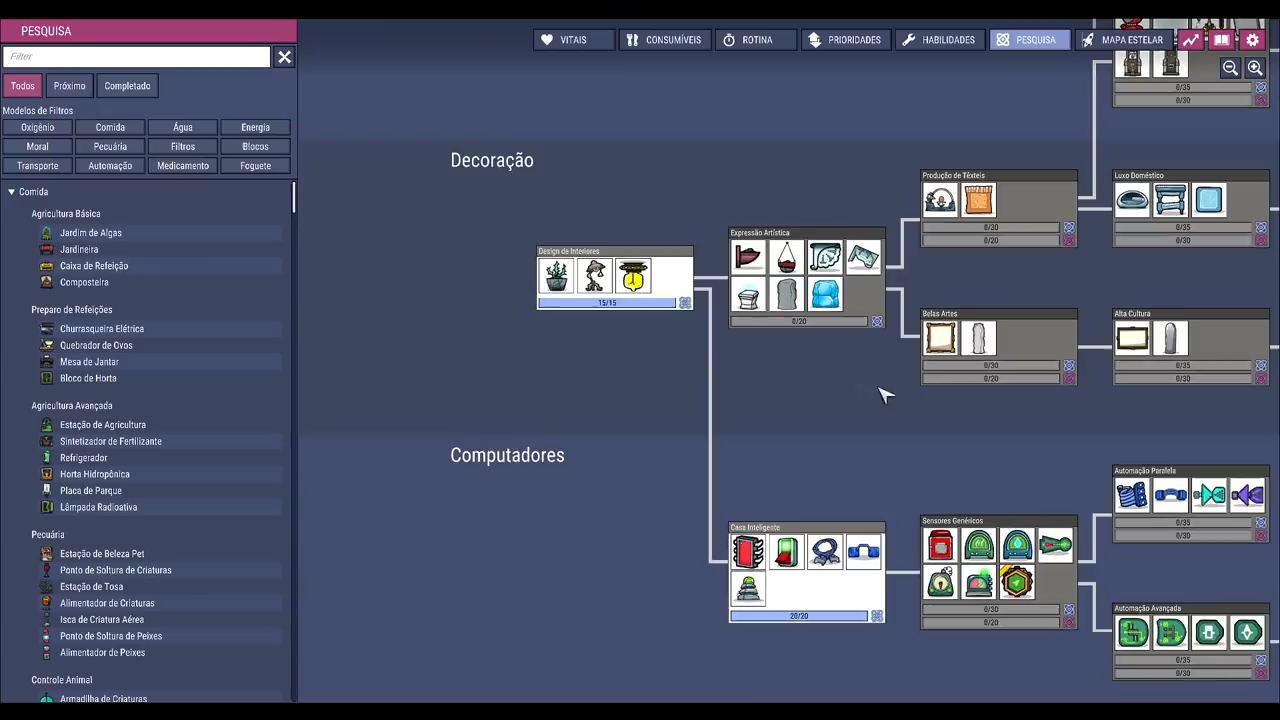 PESQUISA
VITAIS
CONSUMÍVEIS
ROTINA
PRIORIDADES
HABILIDADES
PESQUISA
MAPA ESTELAR
Filter
Todos
Próximo
Completado
Modelos de Filtros
Oxigênio
Comida
Água
Energia
Moral
Pecuária
Filtros
Blocos
Transporte
Automação
Medicamento
Foguete
Comida
Agricultura Básica
Jardim de Algas
Jardineira
Caixa de Refeição
Composteira
Preparo de Refeições
Churrasqueira Elétrica
Quebrador de Ovos
Mesa de Jantar
Bloco de Horta
Agricultura Avançada
Estação de Agricultura
Sintetizador de Fertilizante
Refrigerador
Horta Hidropônica
Placa de Parque
Lâmpada Radioativa
Pecuária
Estação de Beleza Pet
Ponto de Soltura de Criaturas
Estação de Tosa
Alimentador de Criaturas
Isca de Criatura Aérea
Ponto de Soltura de Peixes
Alimentador de Peixes
Controle Animal
Armadilha de Criaturas
0/35
0/30
Decoração
Design de Interiores
15/15
Expressão Artística
0/20
Produção de Têxteis
0/30
0/20
Luxo Doméstico
0/35
0/30
Belas Artes
0/30
0/20
Alta Cultura
0/35
0/30
Computadores
Casa Inteligente
20/20
Sensores Genéricos
0/30
0/20
Automação Paralela
0/35
0/30
Automação Avançada
0/35
0/30